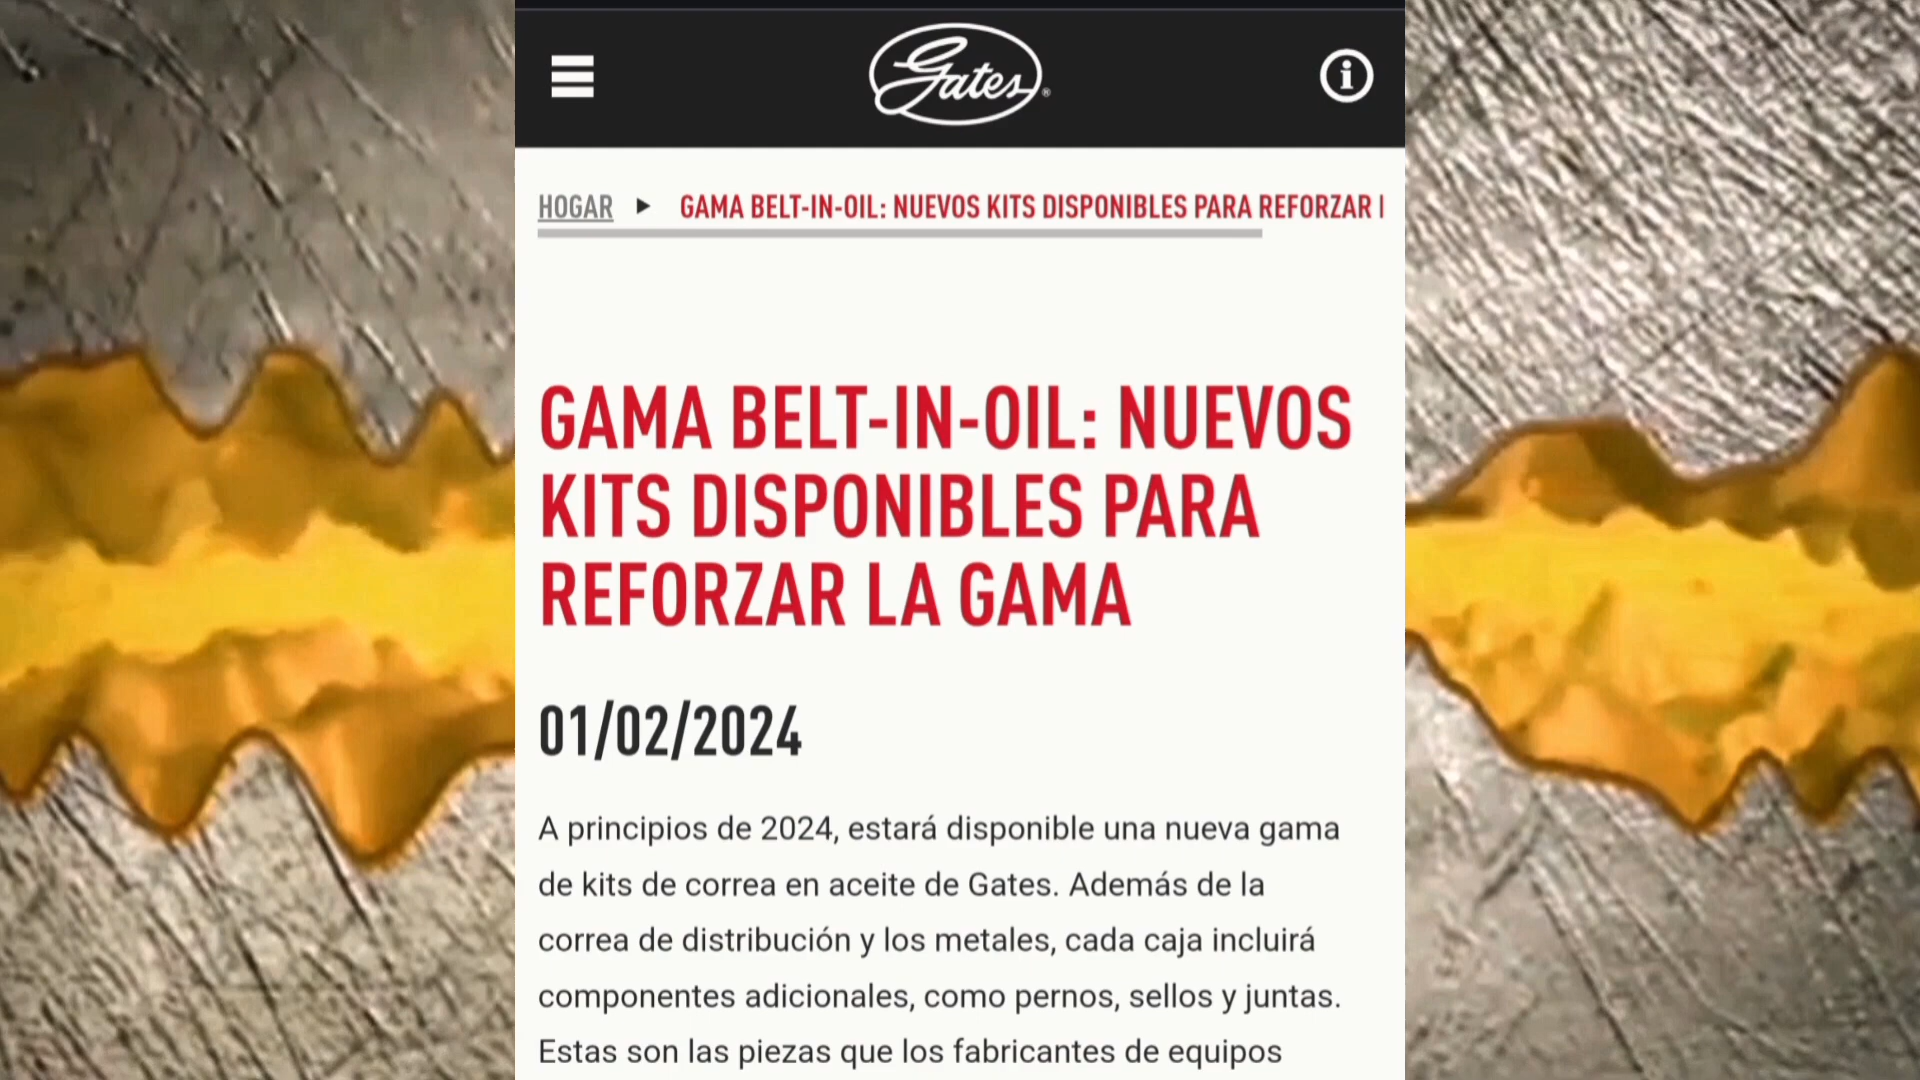 Gates®
HOGAR ▶ GAMA BELT-IN-OIL: NUEVOS KITS DISPONIBLES PARA REFORZAR
GAMA BELT-IN-OIL: NUEVOS
KITS DISPONIBLES PARA
REFORZAR LA GAMA
01/02/2024
A principios de 2024, estará disponible una nueva gama
de kits de correa en aceite de Gates. Además de la
correa de distribución y los metales, cada caja incluirá
componentes adicionales, como pernos, sellos y juntas.
Estas son las piezas que los fabricantes de equipos